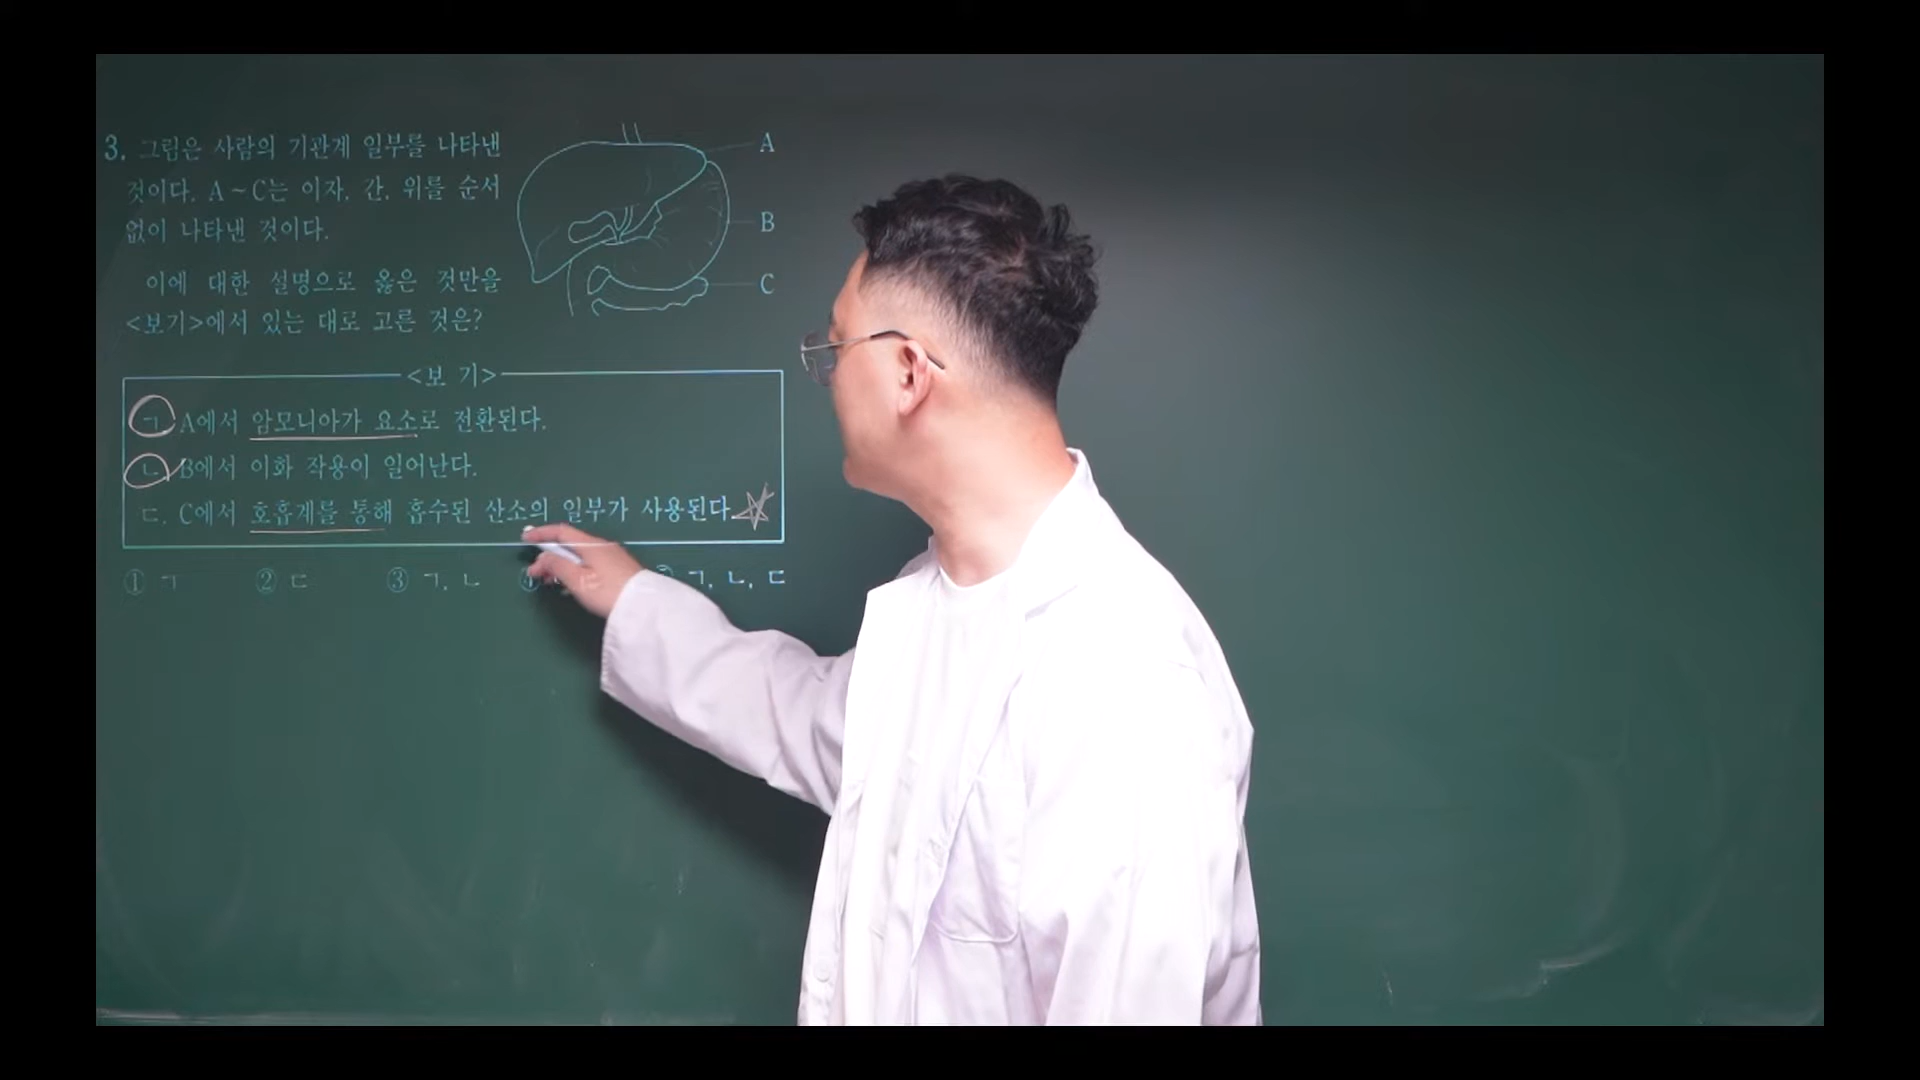 3. 그림은 사람의 기관계 일부를 나타낸
것이다. A~C는 이자, 간, 위를 순서
없이 나타낸 것이다.
A
B
C
이에 대한 설명으로 옳은 것만을
<보기>에서 있는 대로 고른 것은?
<보 기>
ㄱ. A에서 암모니아가 요소로 전환된다.
ㄴ. B에서 이화 작용이 일어난다.
ㄷ. C에서 호흡계를 통해 흡수된 산소의 일부가 사용된다.
① ㄱ ② ㄷ ③ ㄱ, ㄴ ④ ㄷ ㄱ, ㄴ, ㄷ